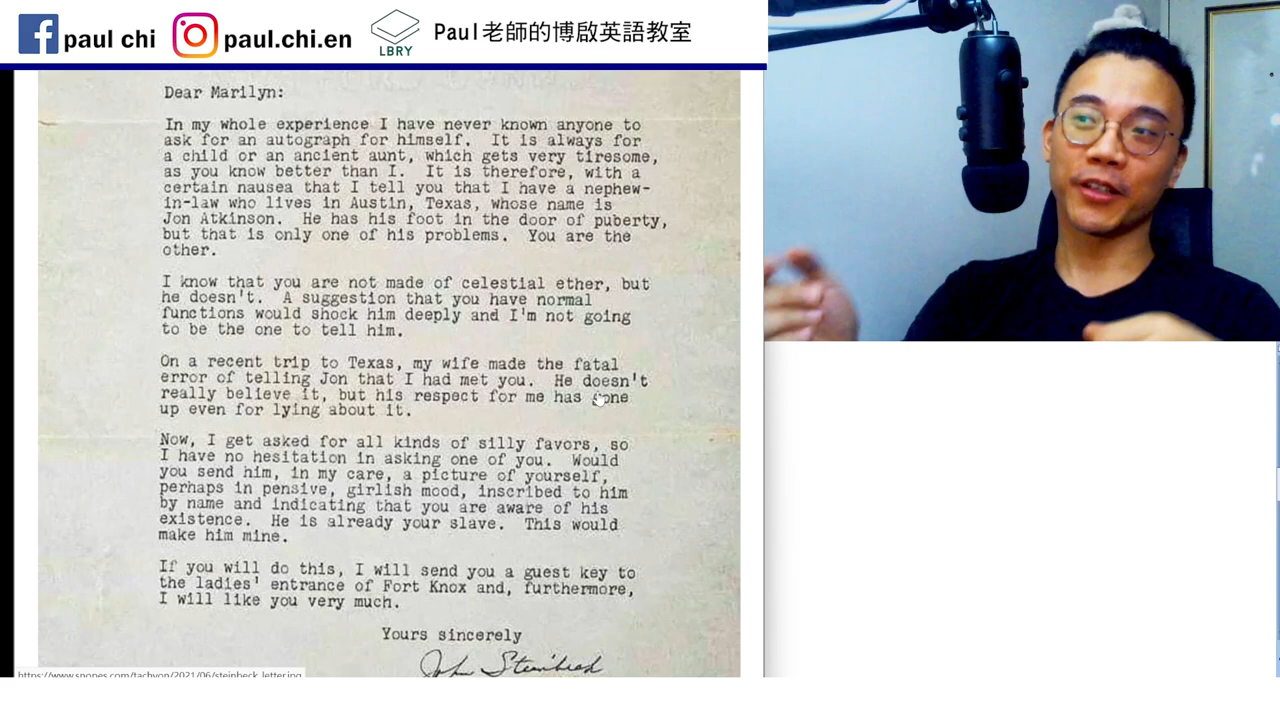 paul chi
paul.chi.en
LBRY
Paul老師的博啟英語教室
Dear Marilyn:
In my whole experience I have never known anyone to
ask for an autograph for himself. It is always for
a child or an ancient aunt, which gets very tiresome,
as you know better than I. It is therefore, with a
certain nausea that I tell you that I have a nephew-
in-law who lives in Austin, Texas, whose name is
Jon Atkinson. He has his foot in the door of puberty,
but that is only one of his problems. You are the
other.
I know that you are not made of celestial ether, but
he doesn't. A suggestion that you have normal
functions would shock him deeply and I'm not going
to be the one to tell him.
On a recent trip to Texas, my wife made the fatal
error of telling Jon that I had met you. He doesn't
really believe it, but his respect for me has gone
up even for lying about it.
Now, I get asked for all kinds of silly favors, so
I have no hesitation in asking one of you. Would
you send him, in my care, a picture of yourself,
perhaps in pensive, girlish mood, inscribed to him
by name and indicating that you are aware of his
existence. He is already your slave. This would
make him mine.
If you will do this, I will send you a guest key to
the ladies' entrance of Fort Knox and, furthermore,
I will like you very much.
Yours sincerely
John Steinbeck
https://www.snopes.com/tachyon/2021/06/steinbeck_letter.jpg